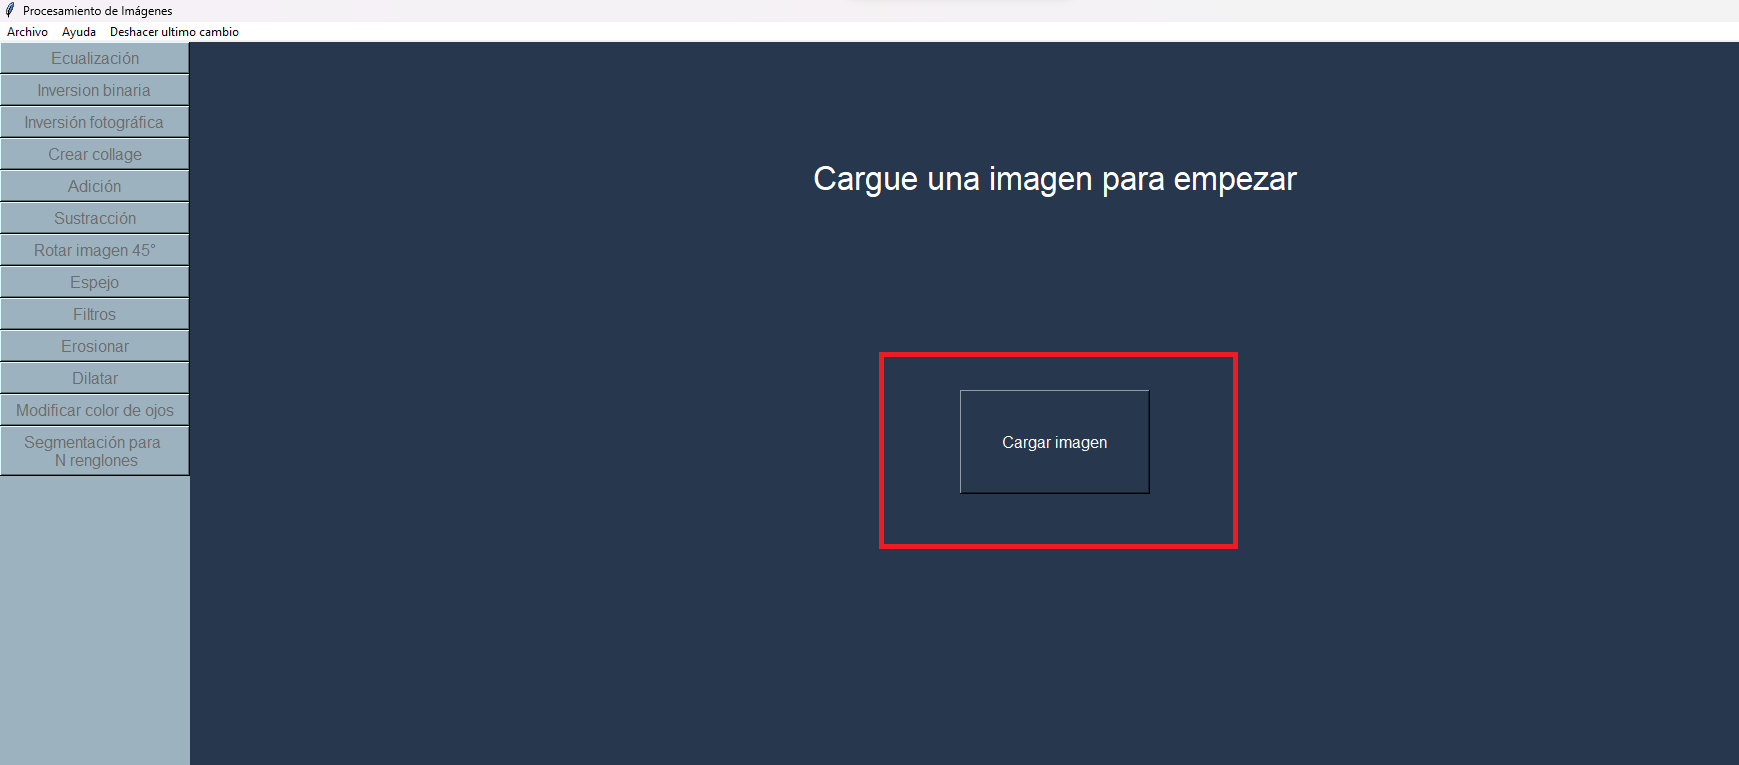 Procesamiento de Imágenes
Archivo Ayuda Deshacer ultimo cambio
Ecualización
Inversion binaria
Inversión fotográfica
Crear collage
Adición
Sustracción
Rotar imagen 45°
Espejo
Filtros
Erosionar
Dilatar
Modificar color de ojos
Segmentación para
N renglones
Cargue una imagen para empezar
Cargar imagen